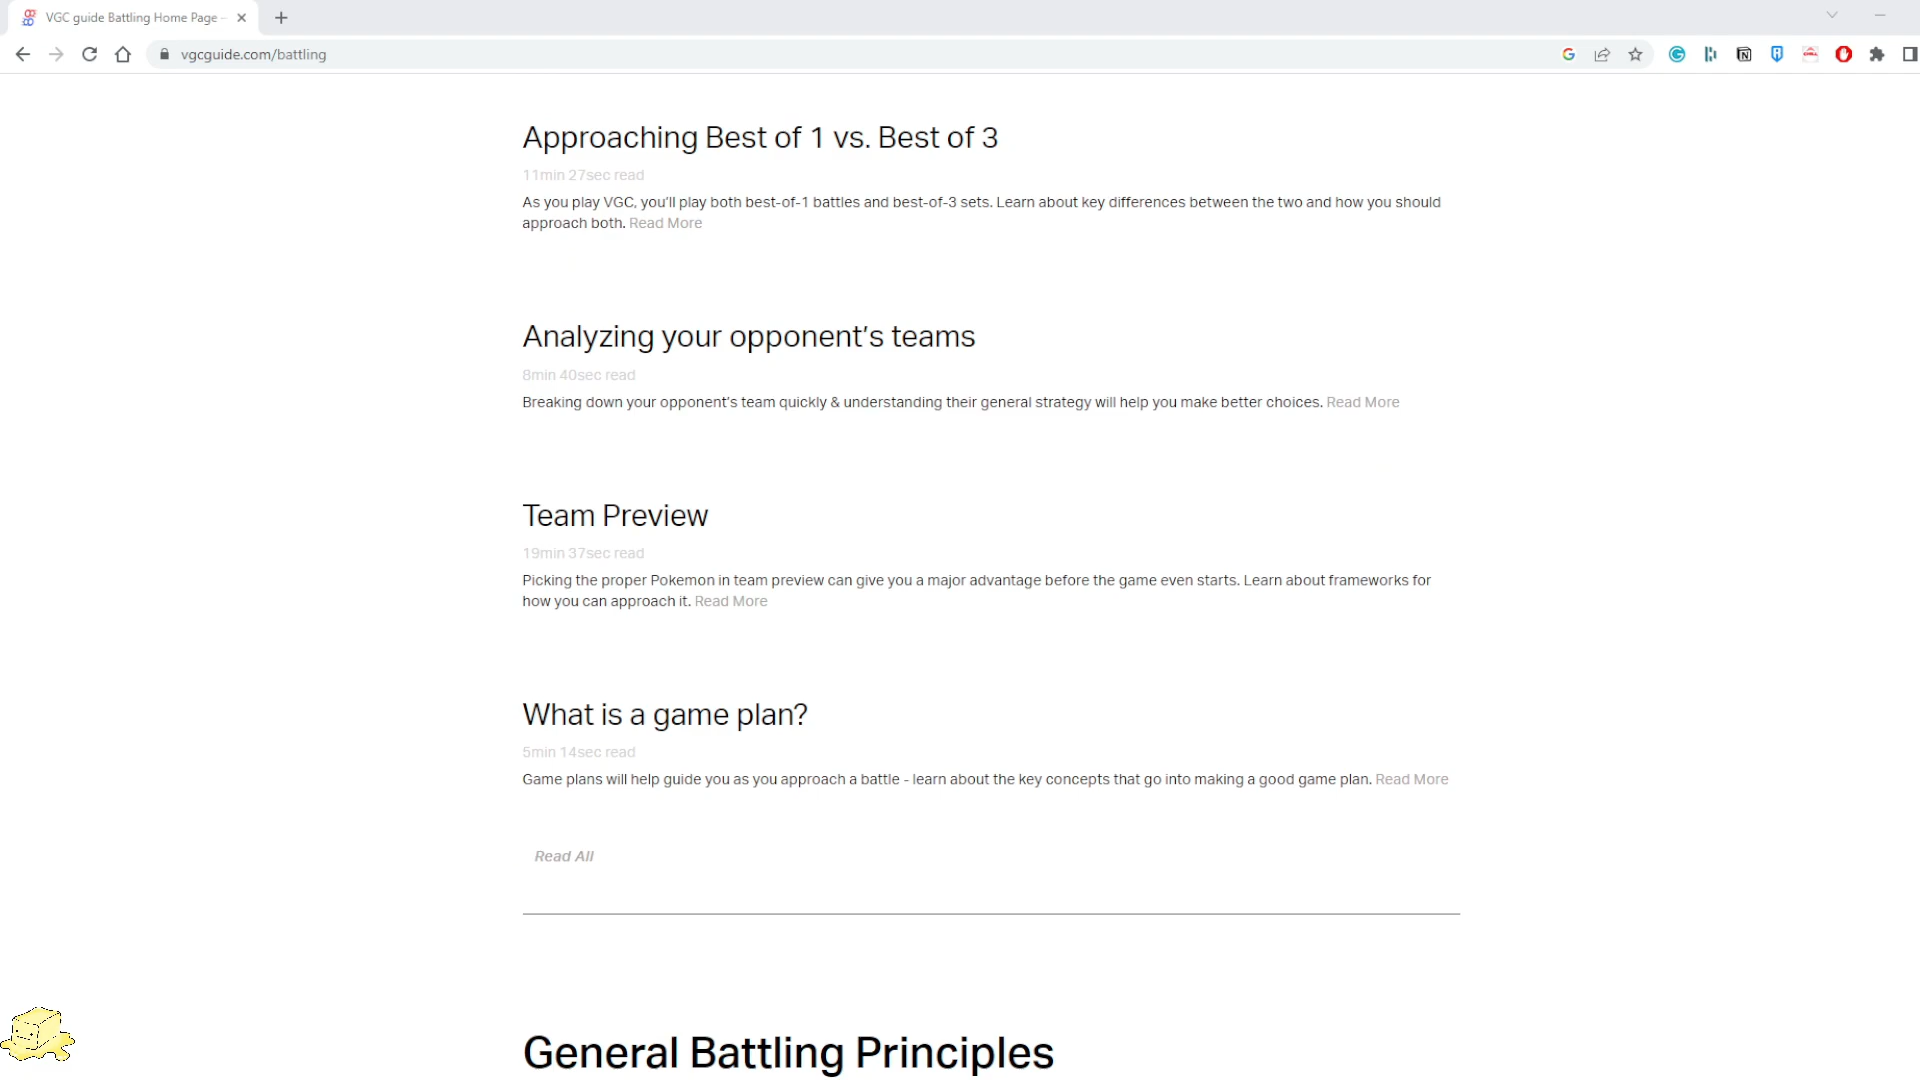 VGC guide Battling Home Page -
vgcguide.com/battling
Approaching Best of 1 vs. Best of 3
11min 27sec read
As you play VGC, you'll play both best-of-1 battles and best-of-3 sets. Learn about key differences between the two and how you should
approach both. Read More
Analyzing your opponent's teams
8min 40sec read
Breaking down your opponent's team quickly & understanding their general strategy will help you make better choices. Read More
Team Preview
19min 37sec read
Picking the proper Pokemon in team preview can give you a major advantage before the game even starts. Learn about frameworks for
how you can approach it. Read More
What is a game plan?
5min 14sec read
Game plans will help guide you as you approach a battle - learn about the key concepts that go into making a good game plan. Read More
Read All
General Battling Principles